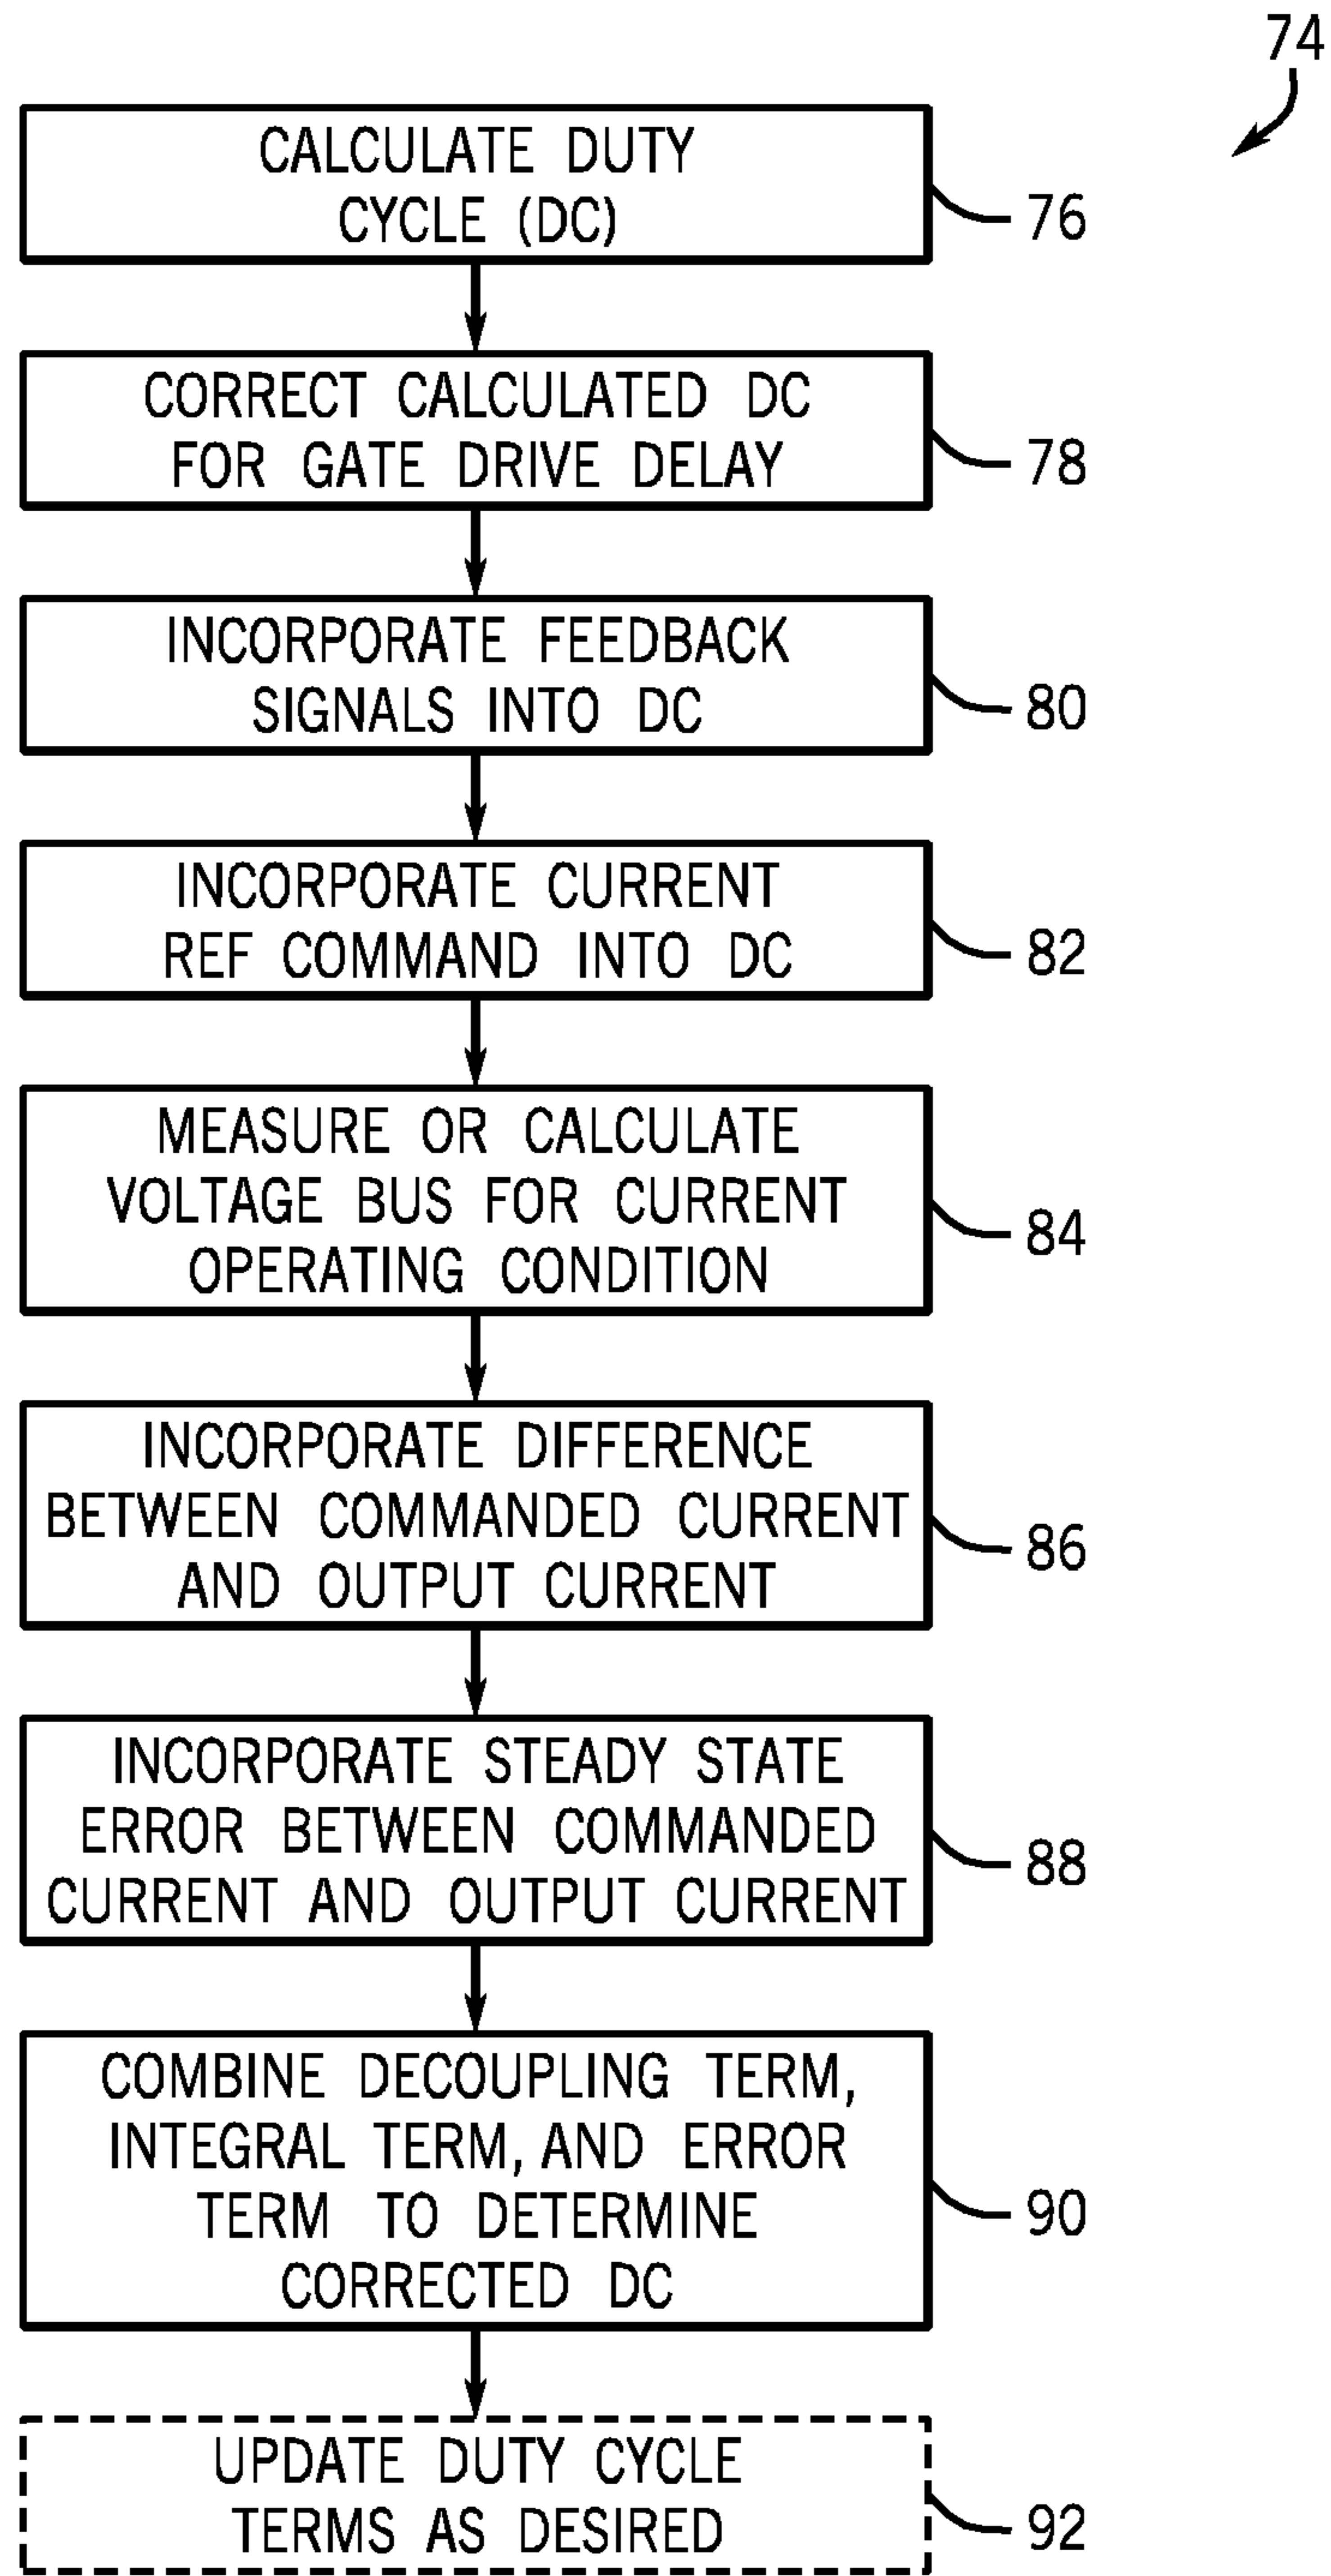 74
CALCULATE DUTY
CYCLE (DC)
76
CORRECT CALCULATED DC
FOR GATE DRIVE DELAY
78
INCORPORATE FEEDBACK
SIGNALS INTO DC
80
INCORPORATE CURRENT
REF COMMAND INTO DC
82
MEASURE OR CALCULATE
VOLTAGE BUS FOR CURRENT
OPERATING CONDITION
84
INCORPORATE DIFFERENCE
BETWEEN COMMANDED CURRENT
AND OUTPUT CURRENT
86
INCORPORATE STEADY STATE
ERROR BETWEEN COMMANDED
CURRENT AND OUTPUT CURRENT
88
COMBINE DECOUPLING TERM,
INTEGRAL TERM, AND ERROR
TERM TO DETERMINE
CORRECTED DC
90
UPDATE DUTY CYCLE
TERMS AS DESIRED
92